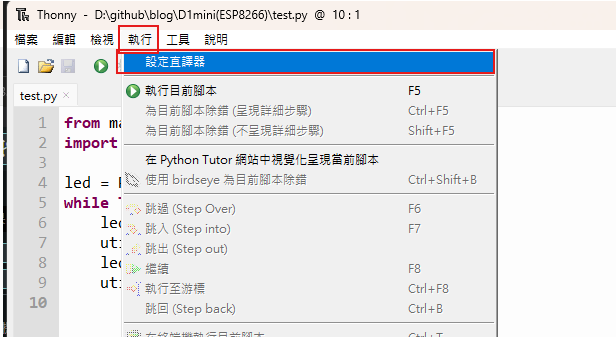 Thonny - D:\github\blog\D1mini(ESP8266)\test.py @ 10 : 1
檔案 編輯 檢視 執行 工具 說明
設定直譯器
test.py ×
執行目前腳本 F5
為目前腳本除錯 (呈現詳細步驟) Ctrl+F5
為目前腳本除錯 (不呈現詳細步驟) Shift+F5
在 Python Tutor 網站中視覺化呈現當前腳本
使用 birdseye 為目前腳本除錯 Ctrl+Shift+B
跳過 (Step Over) F6
跳入 (Step into) F7
跳出 (Step out)
繼續 F8
執行至游標 Ctrl+F8
跳回 (Step back) Ctrl+B
1 from ma
2 import
3
4 led =
5 while
6 led
7 uti
8 led
9 uti
10